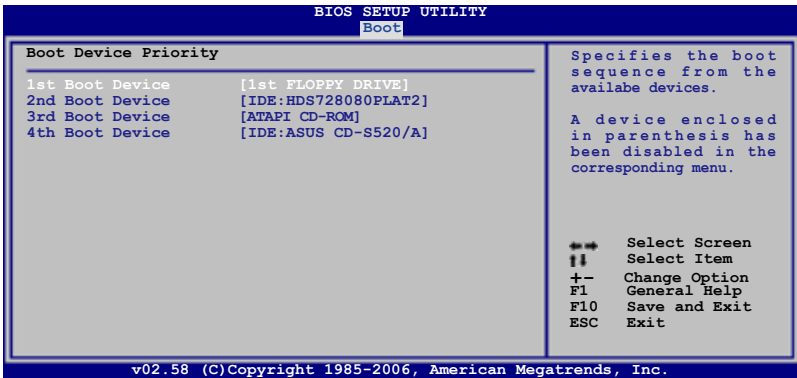 BIOS SETUP UTILITY
Boot
Boot Device Priority
1st Boot Device [1st FLOPPY DRIVE]
2nd Boot Device [IDE:HDS728080PLAT2]
3rd Boot Device [ATAPI CD-ROM]
4th Boot Device [IDE:ASUS CD-S520/A]
Specifies the boot
sequence from the
availabe devices.
A device enclosed
in parenthesis has
been disabled in the
corresponding menu.
Select Screen
Select Item
+- Change Option
F1 General Help
F10 Save and Exit
ESC Exit
v02.58 (C)Copyright 1985-2006, American Megatrends, Inc.